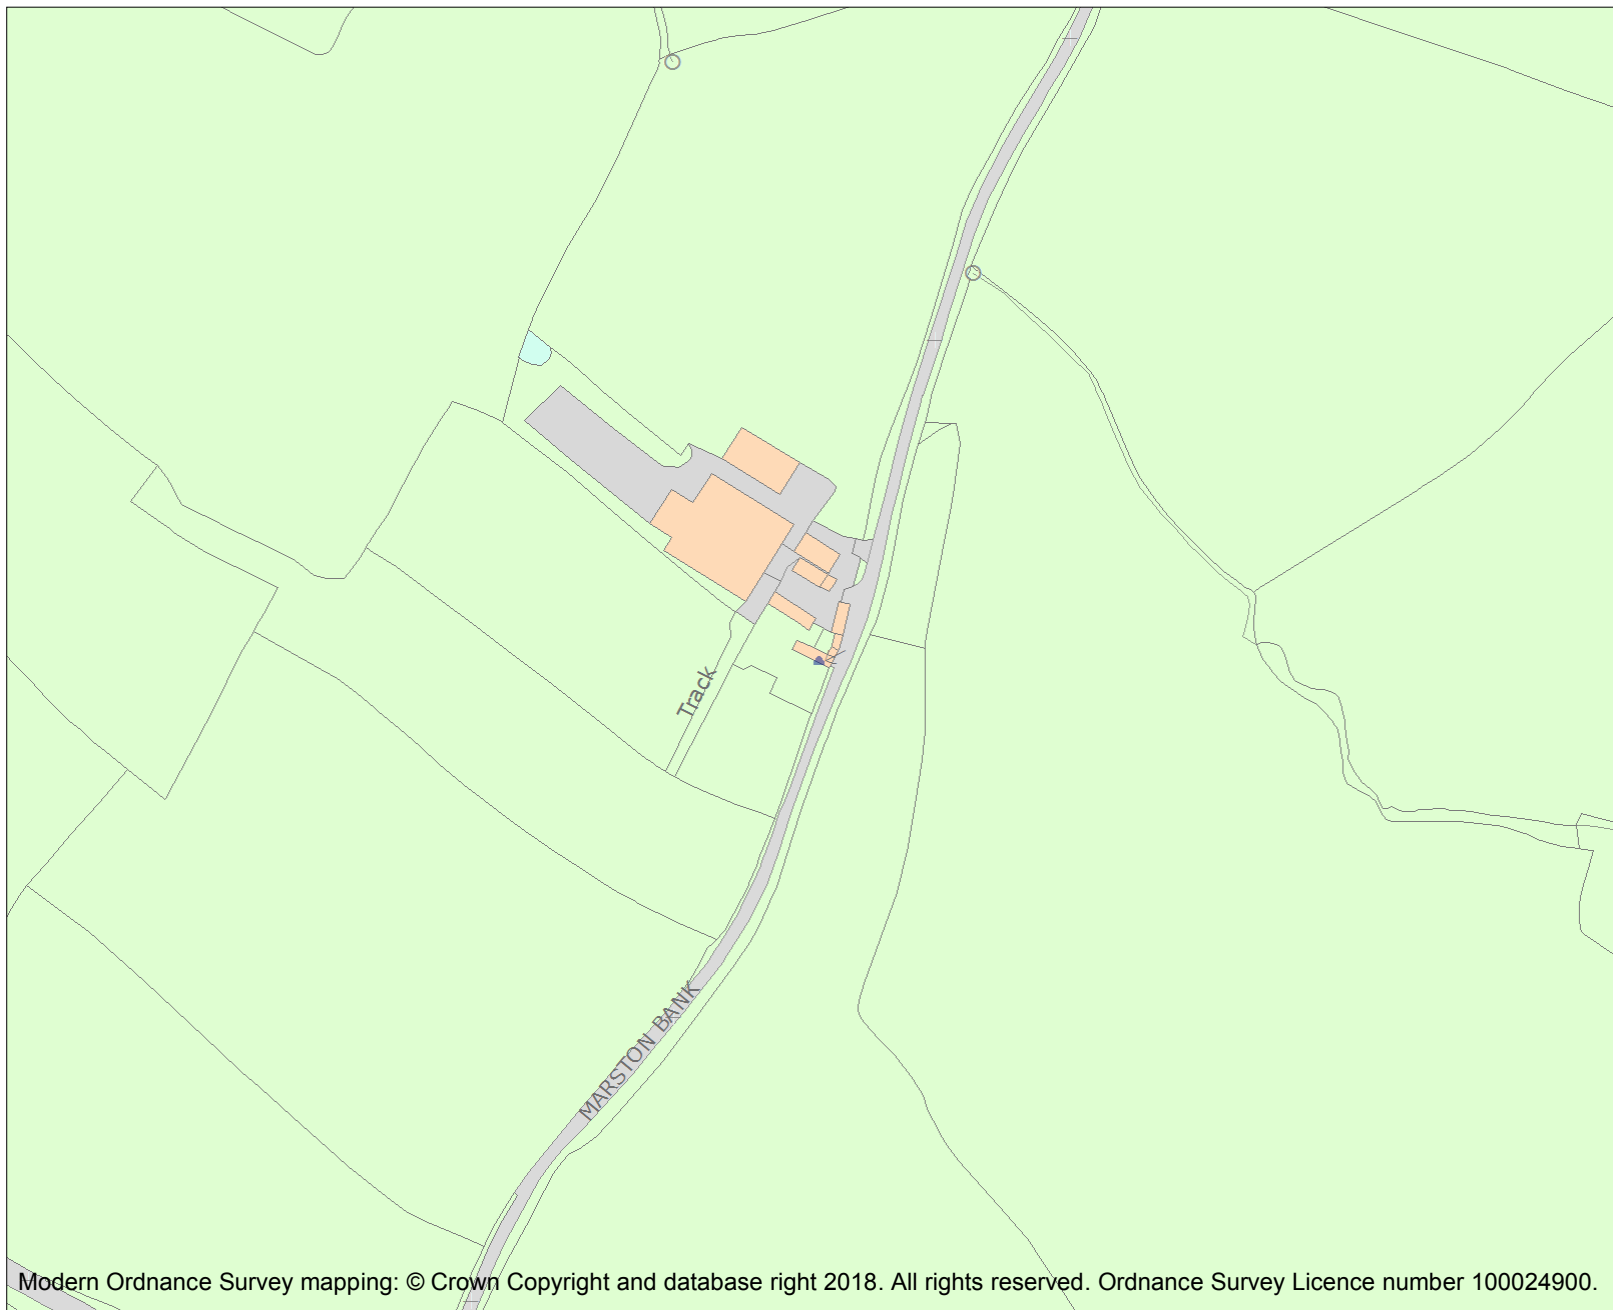 Track
MARSTON BANK
Modern Ordnance Survey mapping: © Crown Copyright and database right 2018. All rights reserved. Ordnance Survey Licence number 100024900.